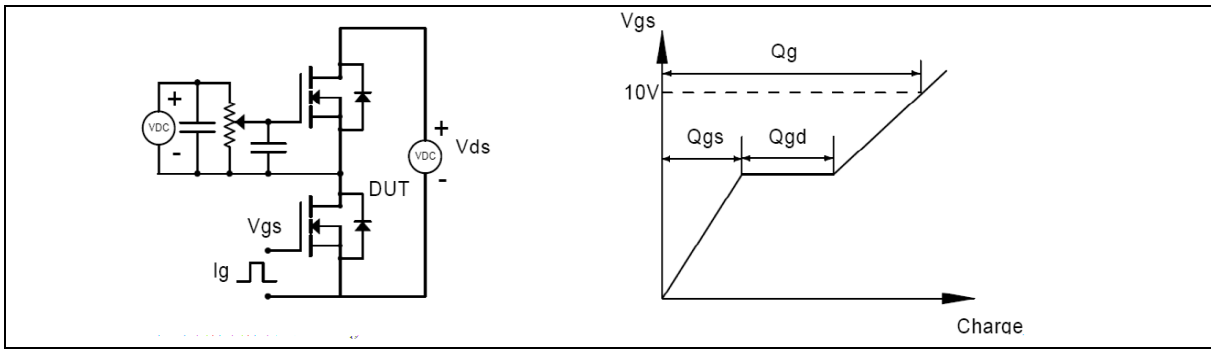 +
VDC
-
Vgs
Ig
DUT
+
VDC
Vds
-
Vgs
Qg
10V
Qgs
Qgd
Charge